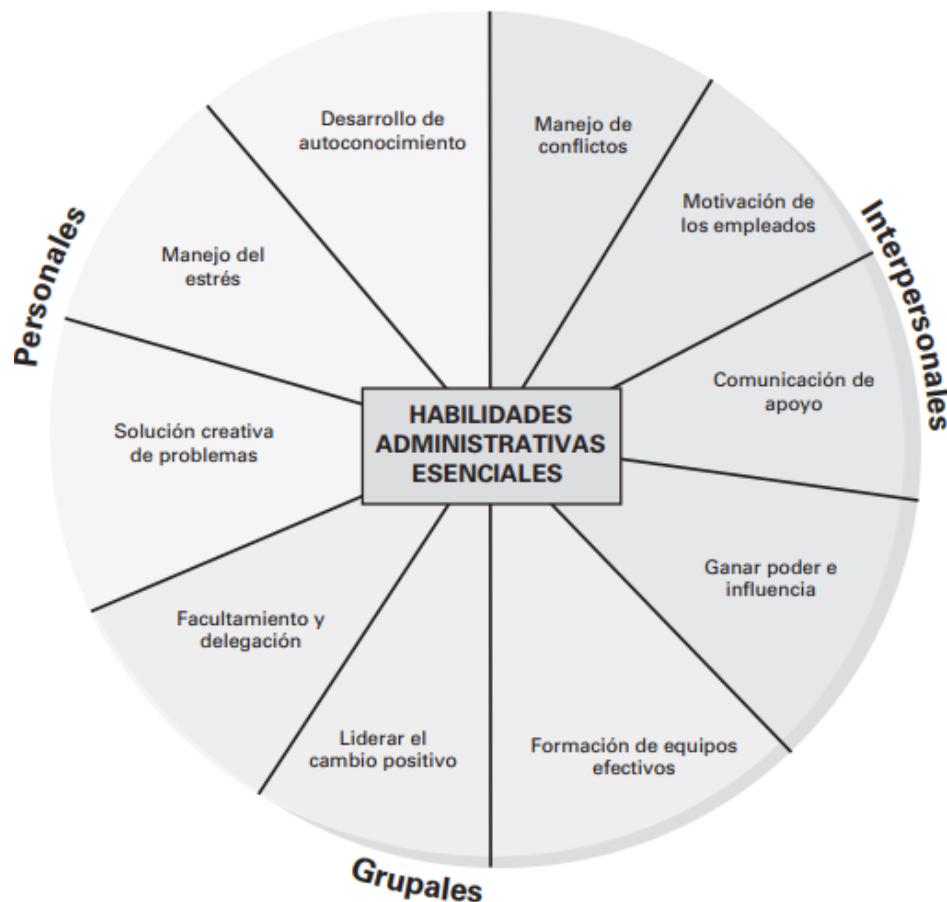 Desarrollo de
autoconocimiento
Manejo de
conflictos
Motivación de
los empleados
Interpersonales
Personales
Manejo del
estrés
Comunicación de
apoyo
HABILIDADES
ADMINISTRATIVAS
ESENCIALES
Solución creativa
de problemas
Ganar poder e
influencia
Facultamiento y
delegación
Liderar el
cambio positivo
Formación de equipos
efectivos
Grupales